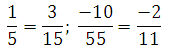 1/5 = 3/15; −10/55 = −2/11